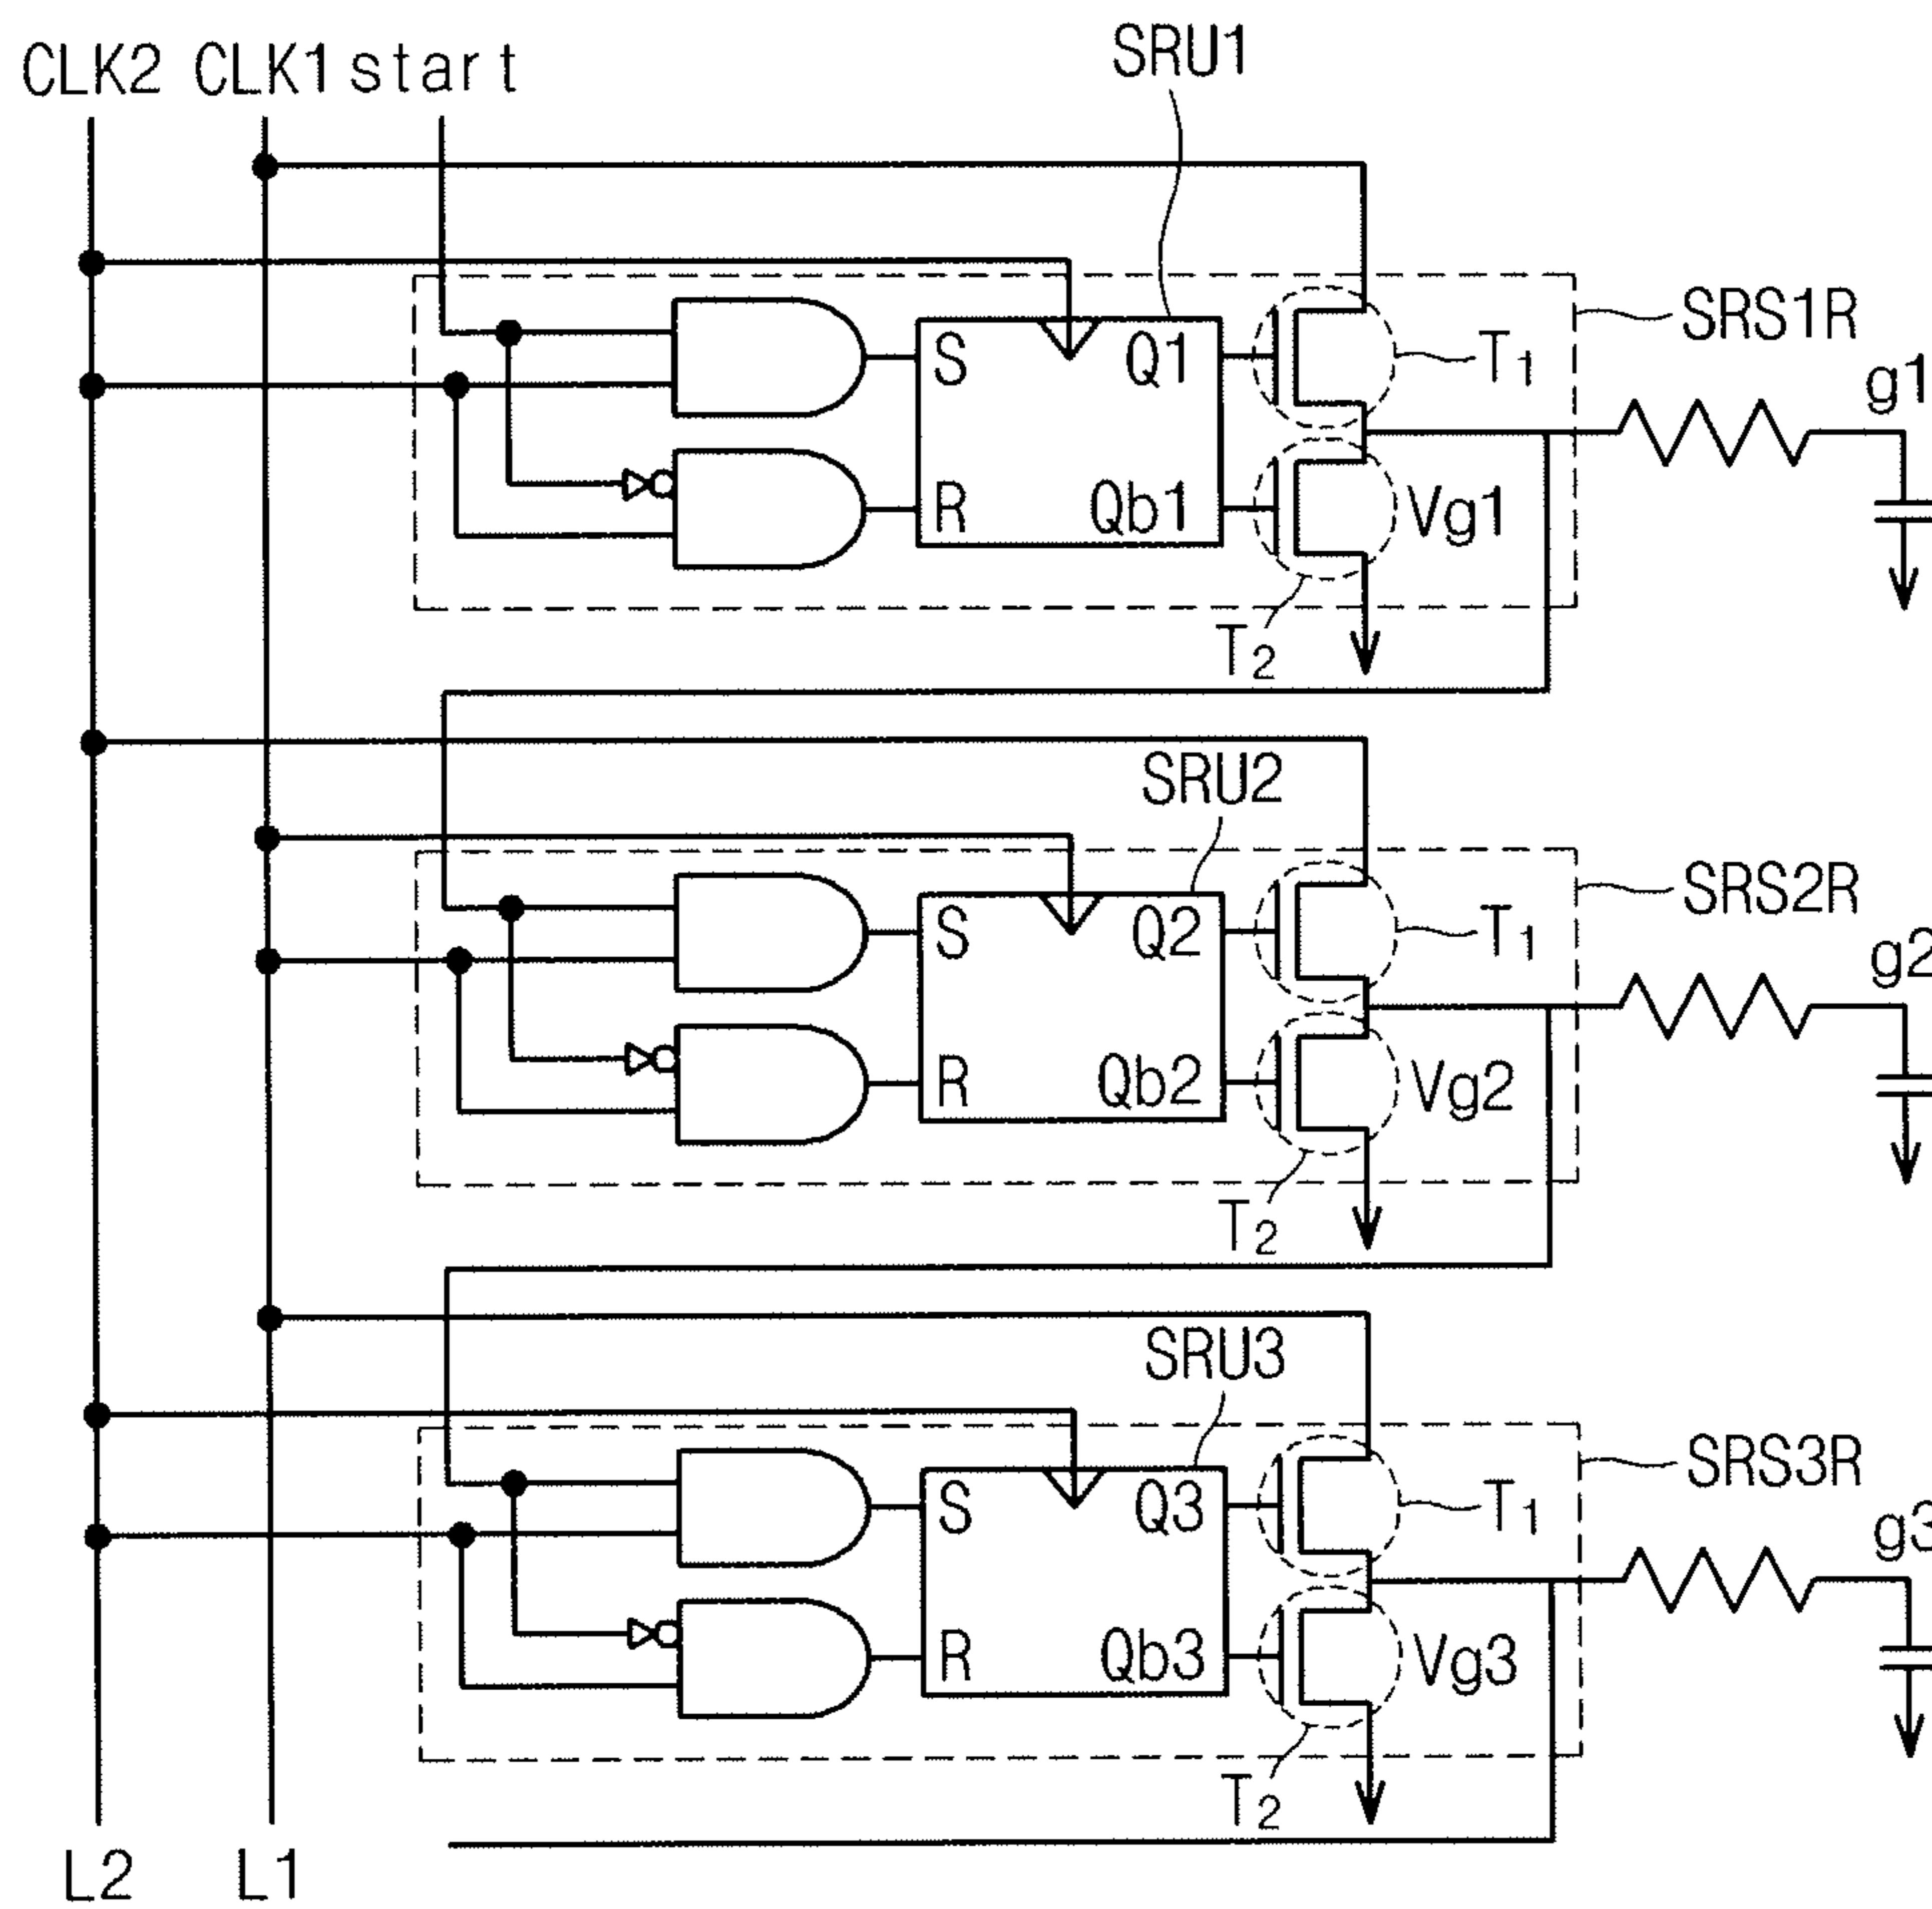 SRU1
CLK2 CLK1 start
SRS1R
S Q1 T1
g1
R Qb1 Vg1
T2
SRU2
SRS2R
S Q2 T1
g2
R Qb2 Vg2
T2
SRU3
SRS3R
S Q3 T1
g3
R Qb3 Vg3
T2
L2 L1